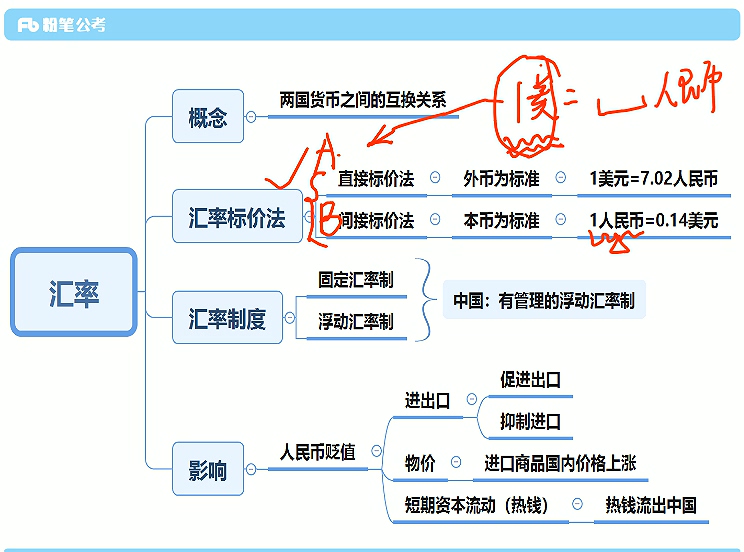 Fb 粉笔公考
概念
两国货币之间的互换关系
1美= 人民币
A.
B
汇率标价法
直接标价法
外币为标准
1美元=7.02人民币
间接标价法
本币为标准
1人民币=0.14美元
汇率
汇率制度
固定汇率制
浮动汇率制
中国：有管理的浮动汇率制
影响
人民币贬值
进出口
促进出口
抑制进口
物价
进口商品国内价格上涨
短期资本流动（热钱）
热钱流出中国